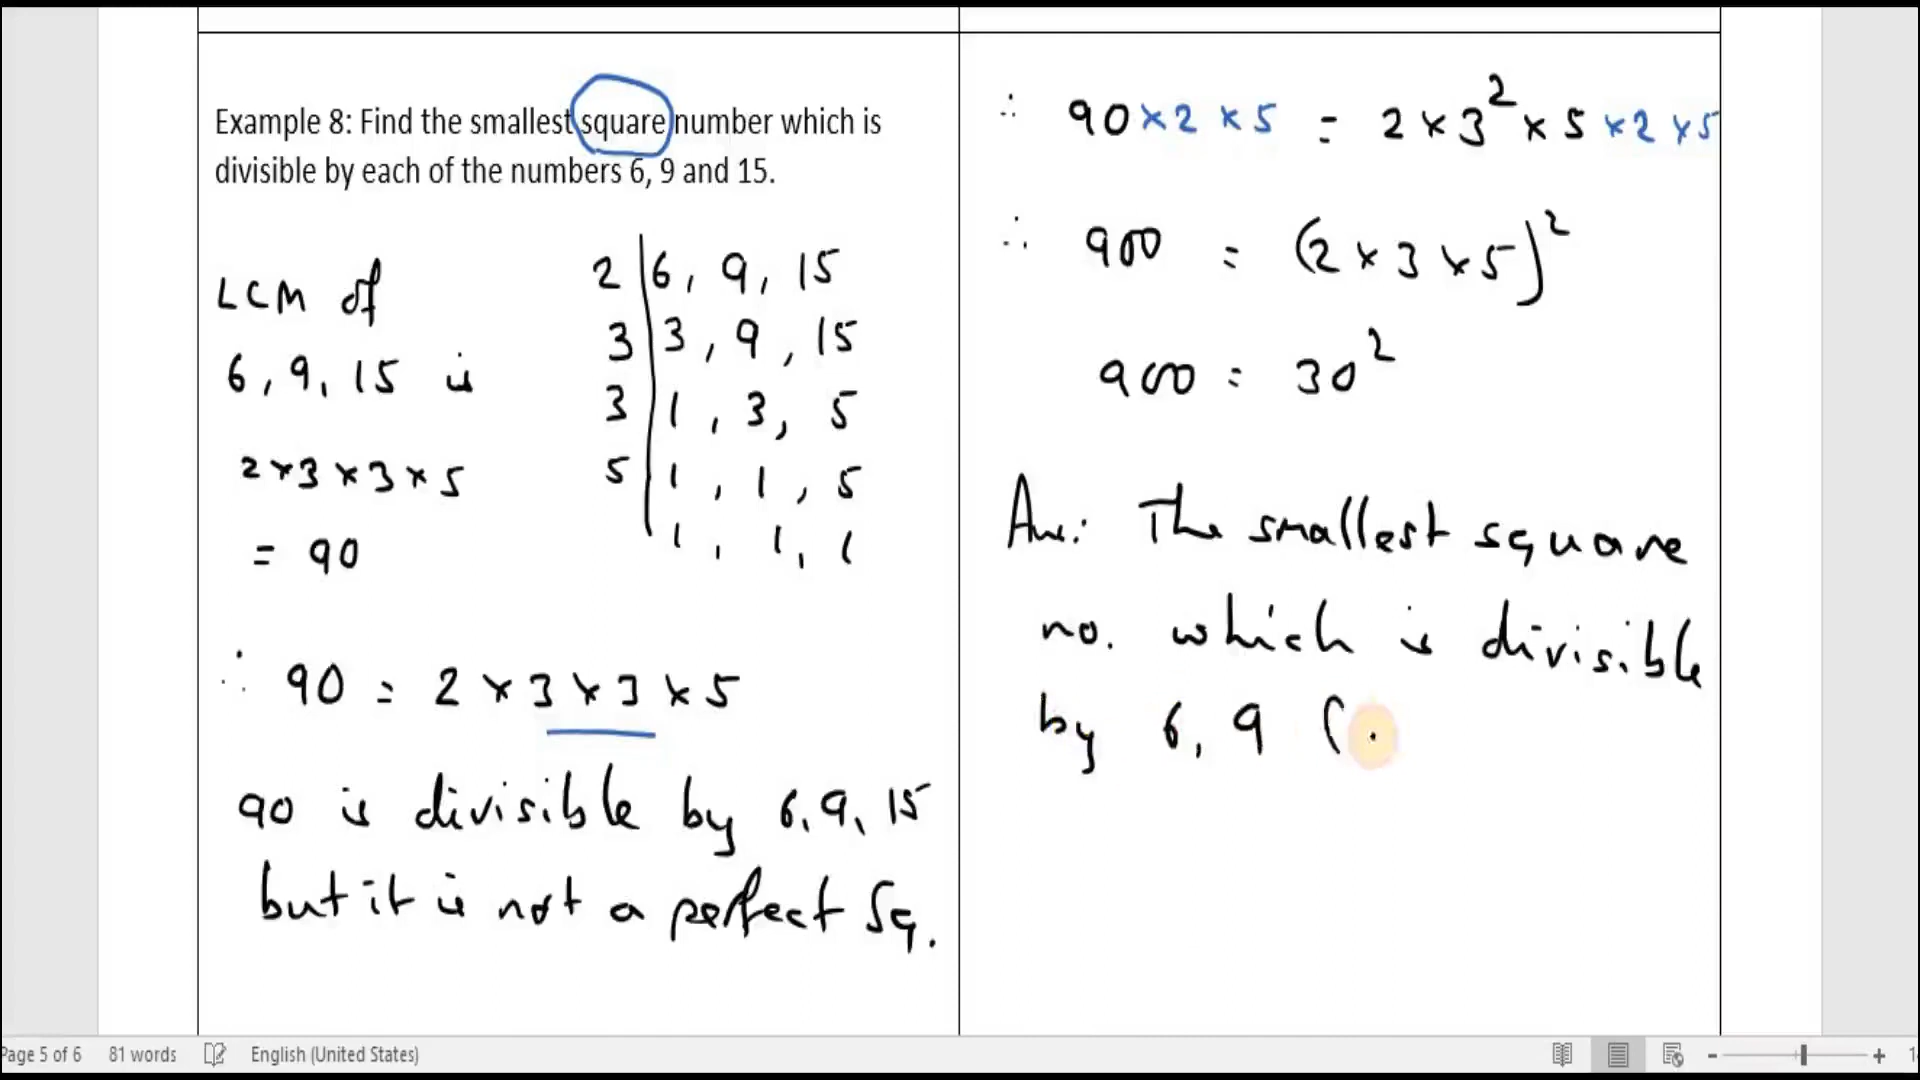 Example 8: Find the smallest square number which is
divisible by each of the numbers 6, 9 and 15.
LCM of
6, 9, 15 is
2 × 3 × 3 × 5
= 90
2 | 6, 9, 15
3 | 3, 9, 15
3 | 1, 3, 5
5 | 1, 1, 5
1, 1, 1
∴ 90 = 2 × 3 × 3 × 5
90 is divisible by 6, 9, 15
but it is not a perfect Sq.
∴ 90 × 2 × 5 = 2 × 3² × 5 × 2 × 5
∴ 900 = (2 × 3 × 5)²
900 = 30²
Ans: The smallest square
no. which is divisible
by 6, 9
Page 5 of 6 81 words English (United States)